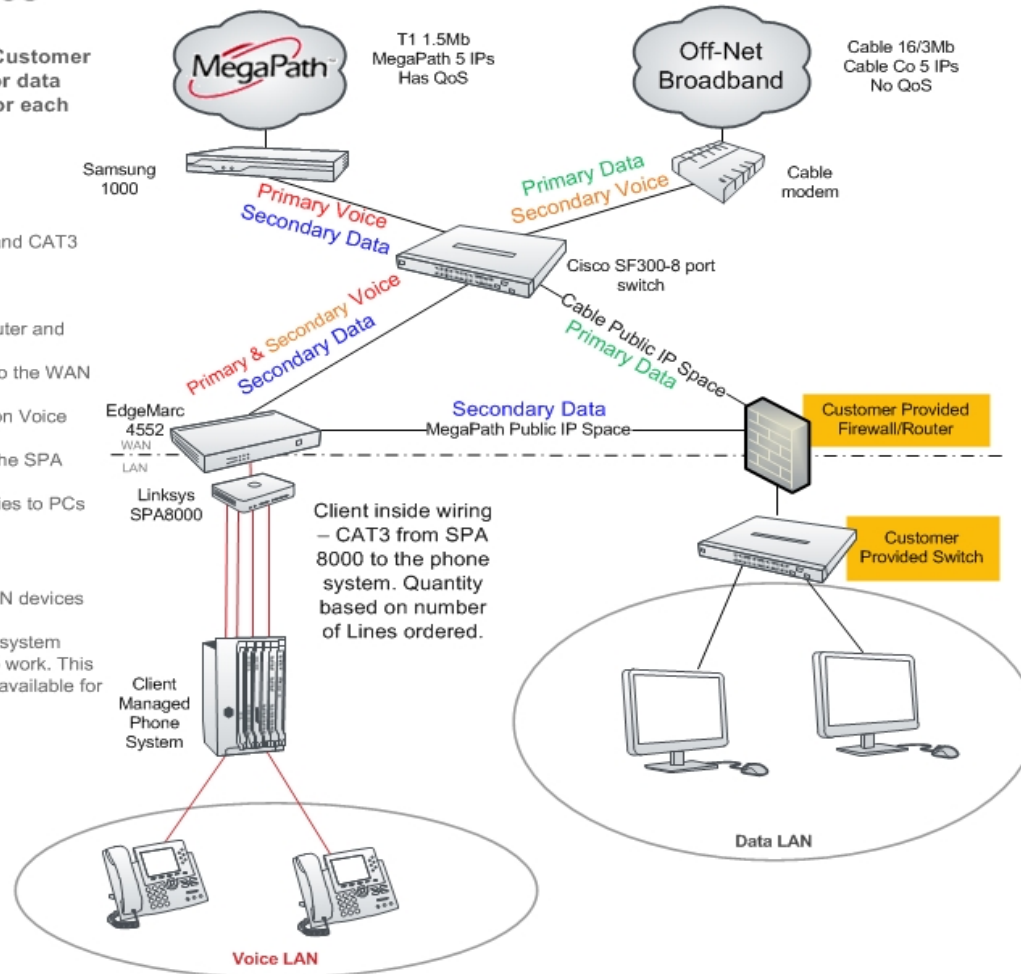 Customer
or data
or each
nd CAT3
uter and
o the WAN
on Voice
he SPA
ies to PCs
N devices
system
work. This
available for
MegaPath
T1 1.5Mb
MegaPath 5 IPs
Has QoS
Off-Net
Broadband
Cable 16/3Mb
Cable Co 5 IPs
No QoS
Samsung
1000
Cable
modem
Primary Voice
Secondary Data
Primary Data
Secondary Voice
Cisco SF300-8 port
switch
Primary & Secondary Voice
Secondary Data
Cable Public IP Space
Primary Data
EdgeMarc
4552
WAN
LAN
Secondary Data
MegaPath Public IP Space
Customer Provided
Firewall/Router
Linksys
SPA8000
Client inside wiring
– CAT3 from SPA
8000 to the phone
system. Quantity
based on number
of Lines ordered.
Customer
Provided Switch
Client
Managed
Phone
System
Data LAN
Voice LAN